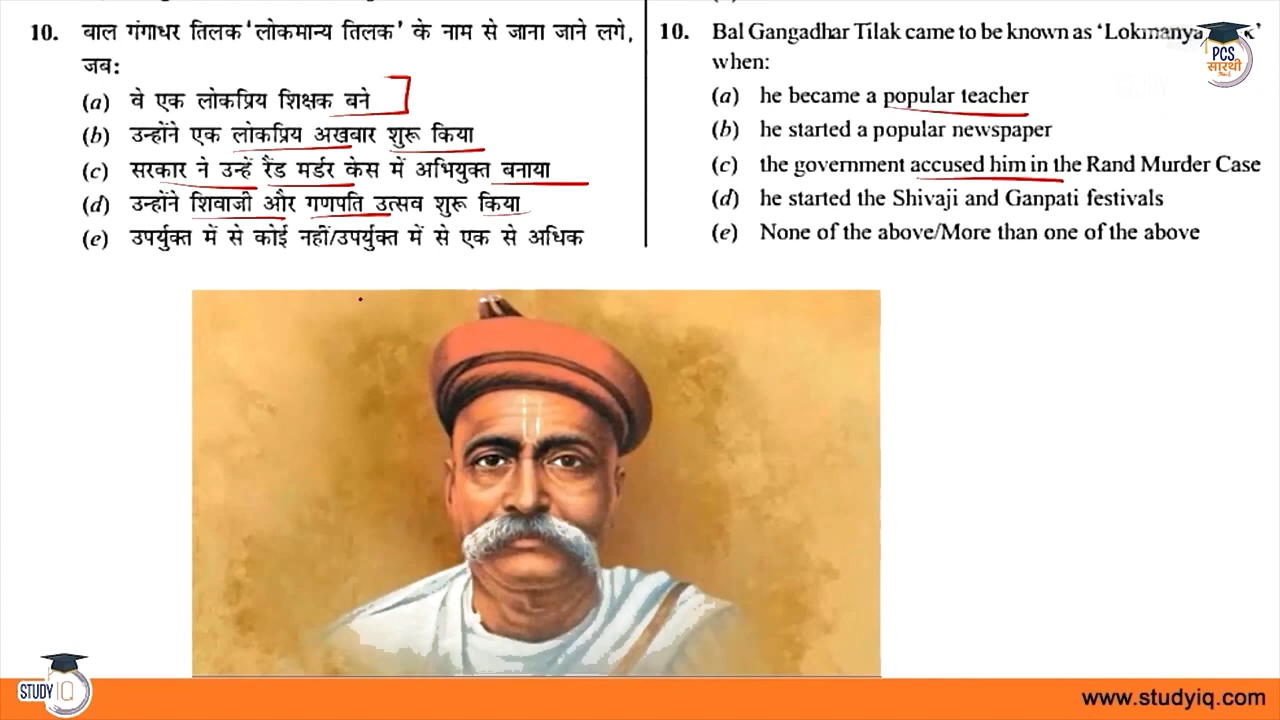 10. बाल गंगाधर तिलक 'लोकमान्य तिलक' के नाम से जाना जाने लगे,
जब:
(a) वे एक लोकप्रिय शिक्षक बने
(b) उन्होंने एक लोकप्रिय अखबार शुरू किया
(c) सरकार ने उन्हें रैंड मर्डर केस में अभियुक्त बनाया
(d) उन्होंने शिवाजी और गणपति उत्सव शुरू किया
(e) उपर्युक्त में से कोई नहीं/उपर्युक्त में से एक से अधिक
10. Bal Gangadhar Tilak came to be known as 'Lokmanya
when:
(a) he became a popular teacher
(b) he started a popular newspaper
(c) the government accused him in the Rand Murder Case
(d) he started the Shivaji and Ganpati festivals
(e) None of the above/More than one of the above
PCS
सारथी
STUDY IQ
www.studyiq.com